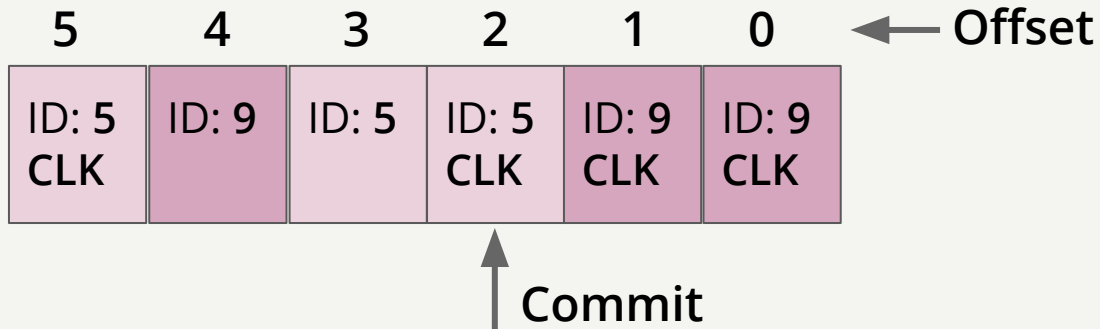 5 4 3 2 1 0 Offset
ID: 5 ID: 9 ID: 5 ID: 5 ID: 9 ID: 9
CLK CLK CLK CLK
Commit